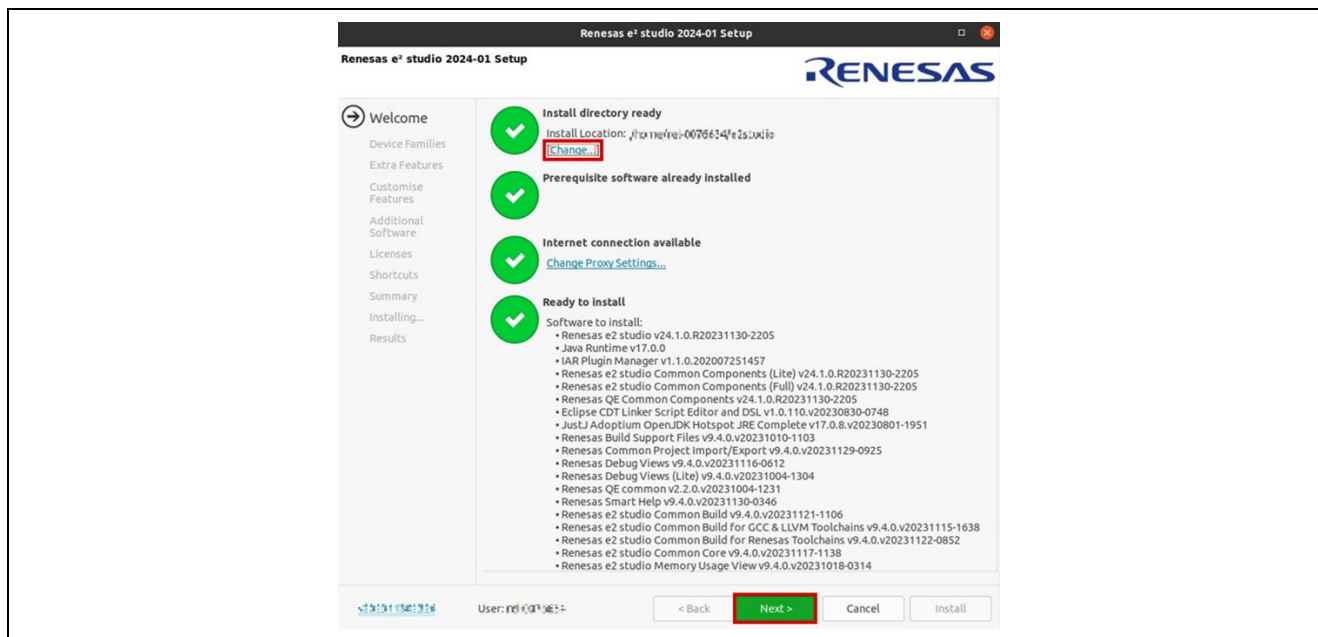 Renesas e² studio 2024-01 Setup
Renesas e² studio 2024-01 Setup
RENESAS
Welcome
Device Families
Extra Features
Customise
Features
Additional
Software
Licenses
Shortcuts
Summary
Installing...
Results
Install directory ready
Install Location:
[Change...]
Prerequisite software already installed
Internet connection available
Change Proxy Settings...
Ready to install
Software to install:
• Renesas e2 studio v24.1.0.R20231130-2205
• Java Runtime v17.0.0
• IAR Plugin Manager v1.1.0.202007251457
• Renesas e2 studio Common Components (Lite) v24.1.0.R20231130-2205
• Renesas e2 studio Common Components (Full) v24.1.0.R20231130-2205
• Renesas QE Common Components v24.1.0.R20231130-2205
• Eclipse CDT Linker Script Editor and DSL v1.0.110.v20230830-0748
• JustJ Adoptium OpenJDK Hotspot JRE Complete v17.0.8.v20230801-1951
• Renesas Build Support Files v9.4.0.v20231010-1103
• Renesas Common Project Import/Export v9.4.0.v20231129-0925
• Renesas Debug Views v9.4.0.v20231116-0612
• Renesas Debug Views (Lite) v9.4.0.v20231004-1304
• Renesas QE common v2.2.0.v20231004-1231
• Renesas Smart Help v9.4.0.v20231130-0346
• Renesas e2 studio Common Build v9.4.0.v20231121-1106
• Renesas e2 studio Common Build for GCC & LLVM Toolchains v9.4.0.v20231115-1638
• Renesas e2 studio Common Build for Renesas Toolchains v9.4.0.v20231122-0852
• Renesas e2 studio Common Core v9.4.0.v20231117-1138
• Renesas e2 studio Memory Usage View v9.4.0.v20231018-0314
User:
< Back
Next >
Cancel
Install